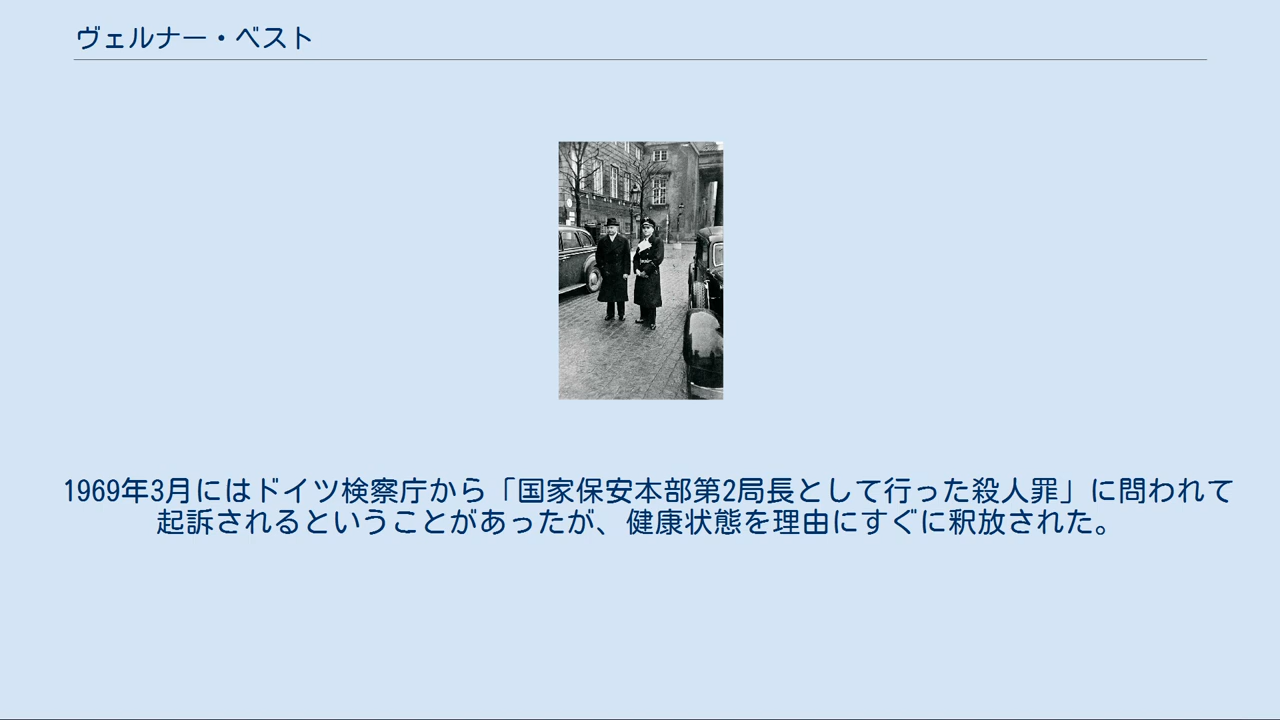 ヴェルナー・ベスト
1969年3月にはドイツ検察庁から「国家保安本部第2局長として行った殺人罪」に問われて
起訴されるということがあったが、健康状態を理由にすぐに釈放された。